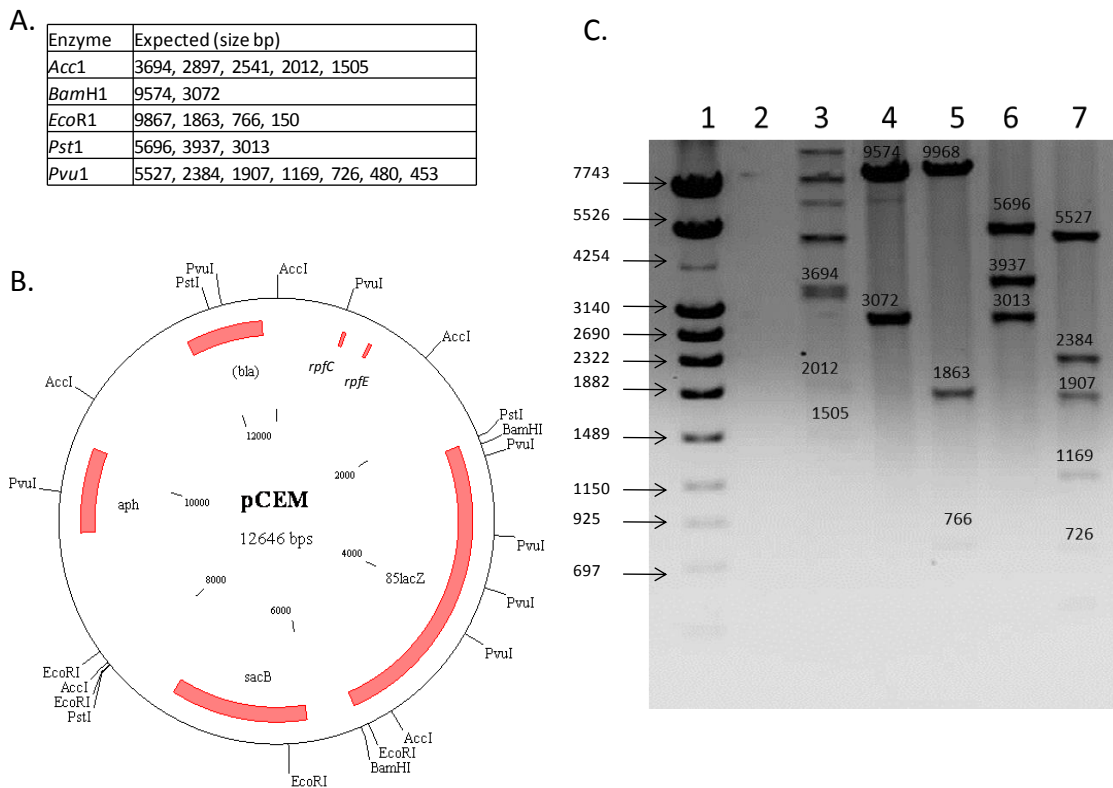 A.
Enzyme Expected (size bp)
Acc1 3694, 2897, 2541, 2012, 1505
BamH1 9574, 3072
EcoR1 9867, 1863, 766, 150
Pst1 5696, 3937, 3013
Pvu1 5527, 2384, 1907, 1169, 726, 480, 453
B.
AccI
PvuI
PstI
PvuI
AccI
AccI
rpfC
rpfE
(bla)
12000
PstI
BamHI
PvuI
2000
PvuI
aph
10000
pCEM
12646 bps
4000
85lacZ
PvuI
8000
6000
PvuI
PvuI
EcoRI
AccI
EcoRI
PstI
sacB
AccI
EcoRI
BamHI
EcoRI
C.
1 2 3 4 5 6 7
7743
5526
4254
3140
2690
2322
1882
1489
1150
925
697
3694
2012
1505
9574
3072
9968
1863
766
5696
3937
3013
5527
2384
1907
1169
726